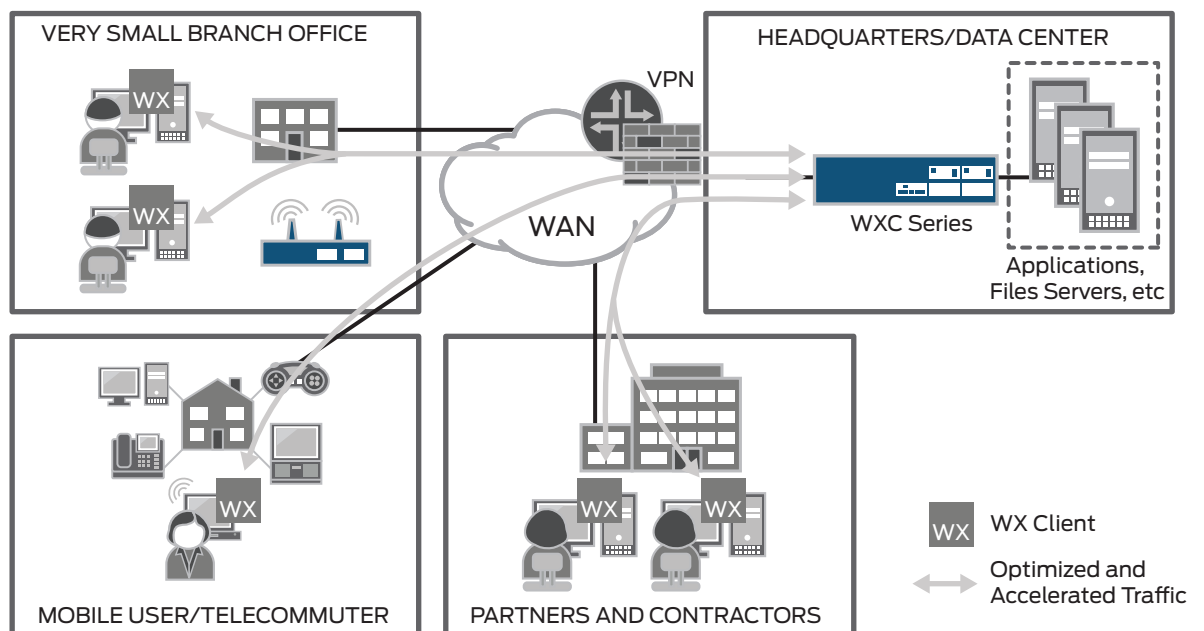 VERY SMALL BRANCH OFFICE
WX
WX
VPN
WAN
HEADQUARTERS/DATA CENTER
WXC Series
Applications,
Files Servers, etc
WX
MOBILE USER/TELECOMMUTER
WX
WX
PARTNERS AND CONTRACTORS
WX
WX Client
Optimized and
Accelerated Traffic